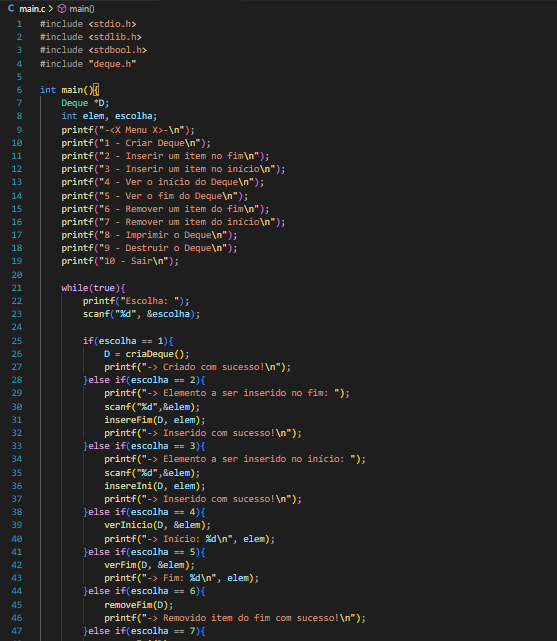 main.c > main()
1 #include <stdio.h>
2 #include <stdlib.h>
3 #include <stdbool.h>
4 #include "deque.h"
5
6 int main(){
7 Deque *D;
8 int elem, escolha;
9 printf("-<X Menu X>-\n");
10 printf("1 - Criar Deque\n");
11 printf("2 - Inserir um item no fim\n");
12 printf("3 - Inserir um item no início\n");
13 printf("4 - Ver o início do Deque\n");
14 printf("5 - Ver o fim do Deque\n");
15 printf("6 - Remover um item do fim\n");
16 printf("7 - Remover um item do início\n");
17 printf("8 - Imprimir o Deque\n");
18 printf("9 - Destruir o Deque\n");
19 printf("10 - Sair\n");
20
21 while(true){
22 printf("Escolha: ");
23 scanf("%d", &escolha);
24
25 if(escolha == 1){
26 D = criaDeque();
27 printf("-> Criado com sucesso!\n");
28 }else if(escolha == 2){
29 printf("-> Elemento a ser inserido no fim: ");
30 scanf("%d",&elem);
31 insereFim(D, elem);
32 printf("-> Inserido com sucesso!\n");
33 }else if(escolha == 3){
34 printf("-> Elemento a ser inserido no início: ");
35 scanf("%d",&elem);
36 insereIni(D, elem);
37 printf("-> Inserido com sucesso!\n");
38 }else if(escolha == 4){
39 verInicio(D, &elem);
40 printf("-> Início: %d\n", elem);
41 }else if(escolha == 5){
42 verFim(D, &elem);
43 printf("-> Fim: %d\n", elem);
44 }else if(escolha == 6){
45 removeFim(D);
46 printf("-> Removido item do fim com sucesso!\n");
47 }else if(escolha == 7){